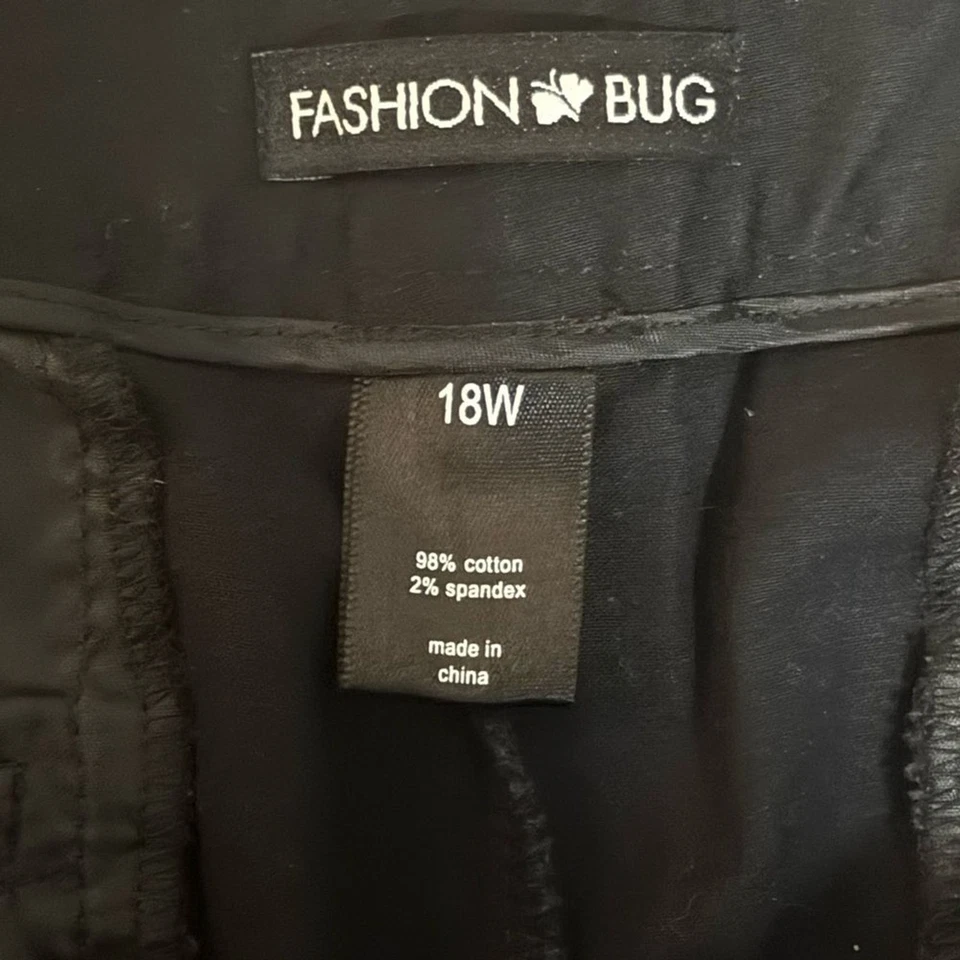 FASHION BUG
18W
98% cotton
2% spandex
made in
china